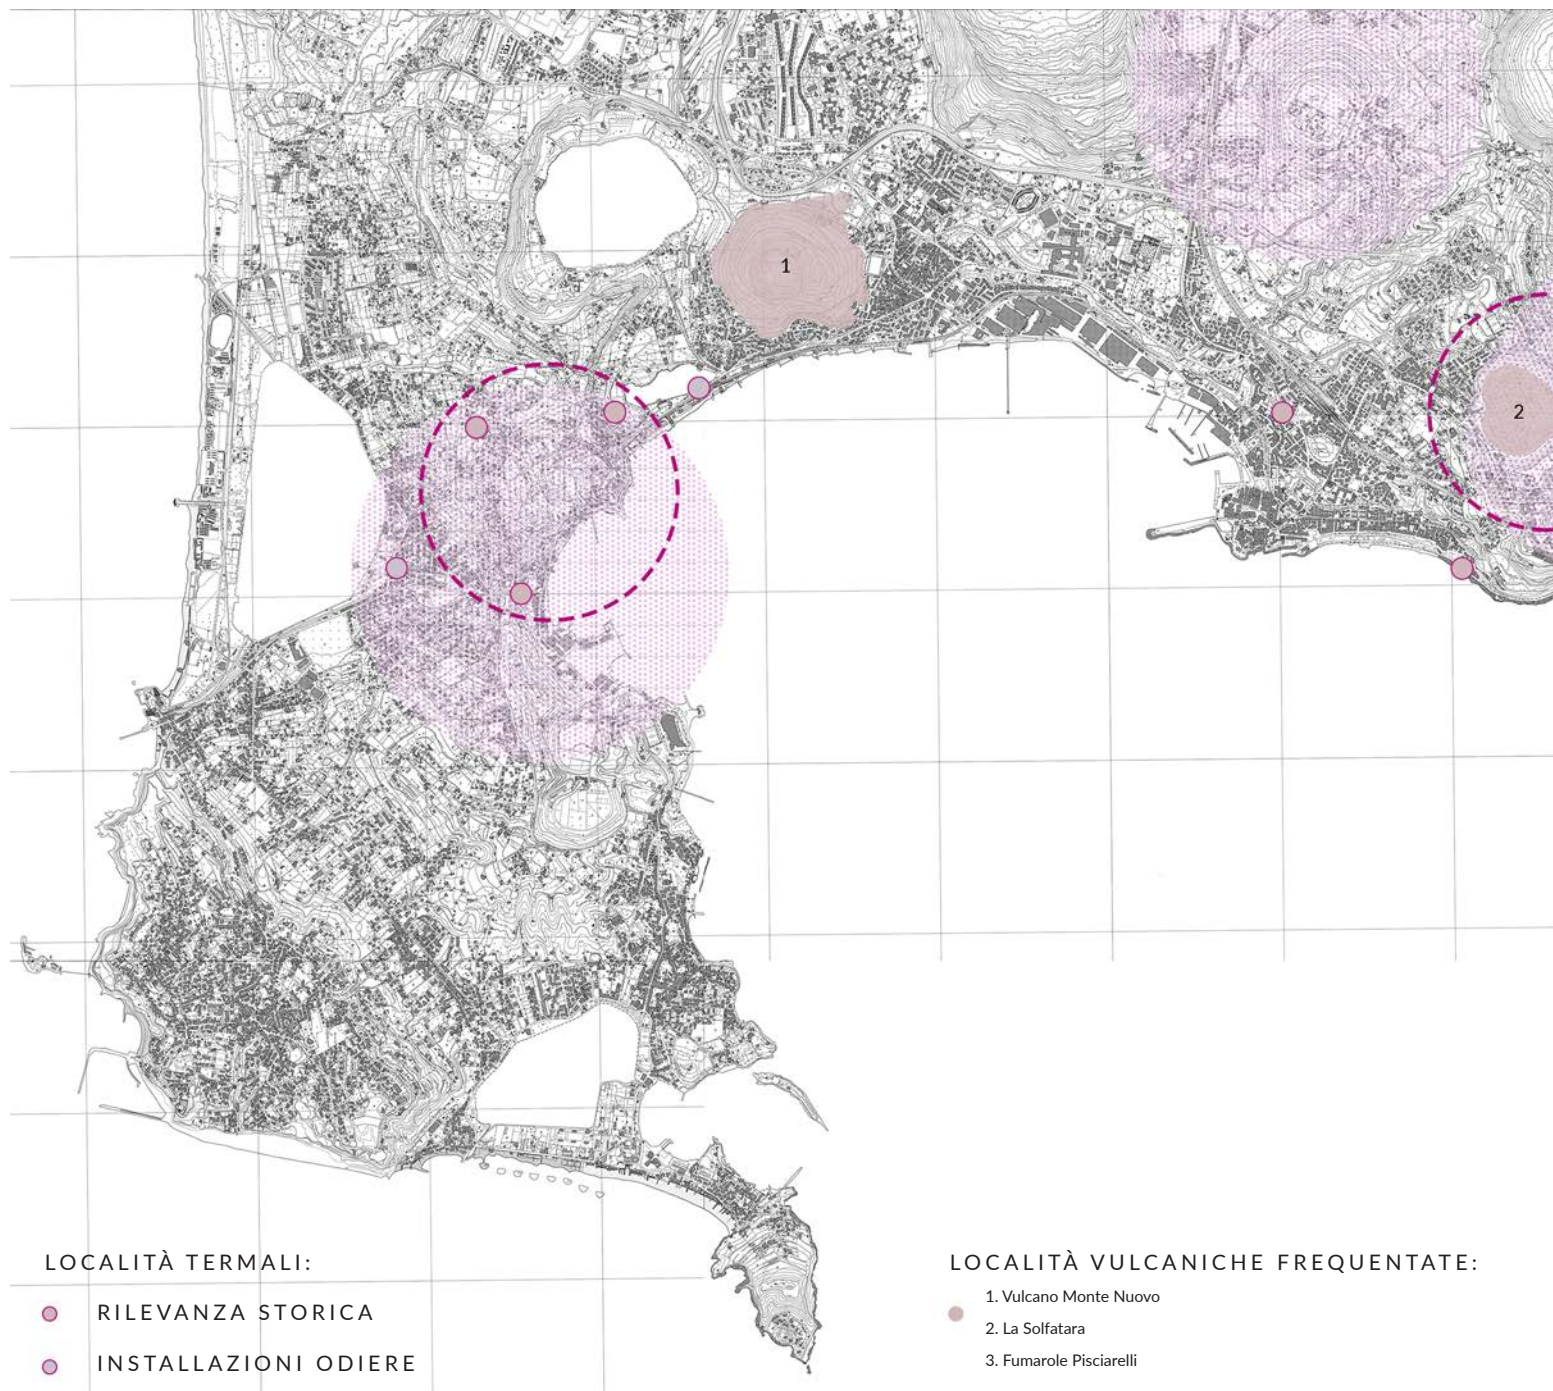 1
2
LOCALITÀ TERMALI:
RILEVANZA STORICA
INSTALLAZIONI ODIERE
LOCALITÀ VULCANICHE FREQUENTATE:
1. Vulcano Monte Nuovo
2. La Solfatara
3. Fumarole Pisciarelli